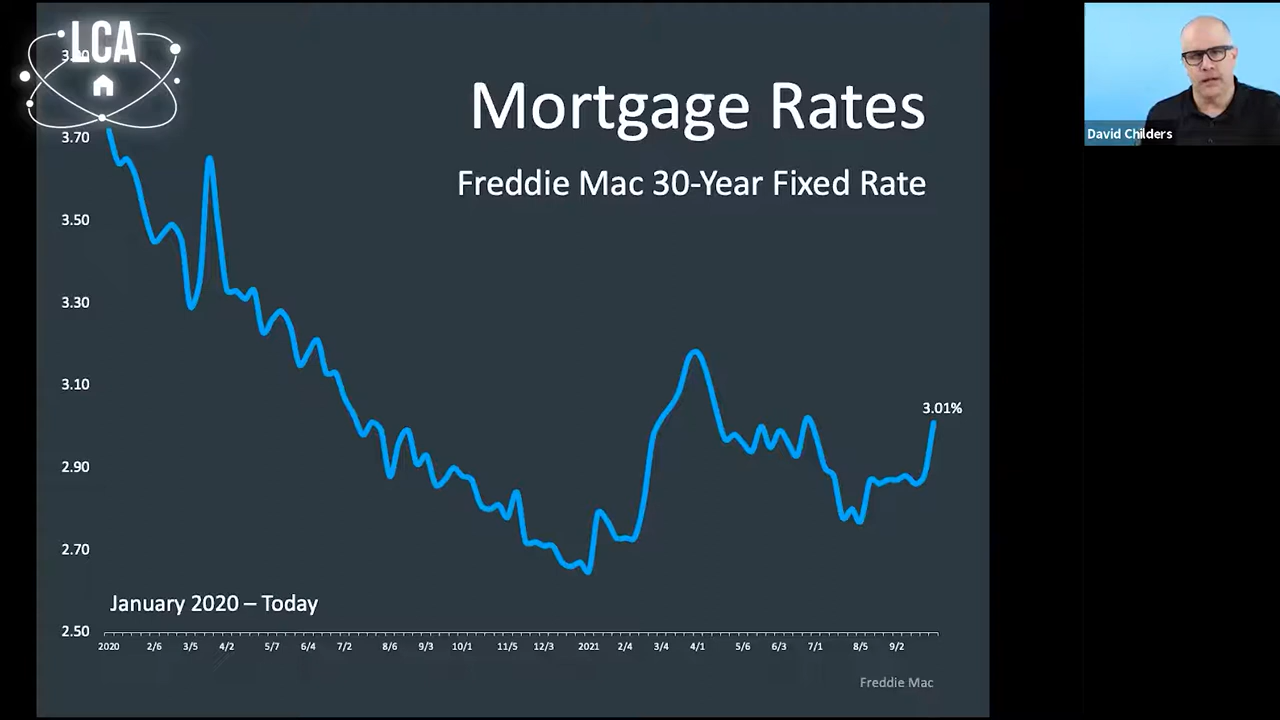 LCA
3.90
Mortgage Rates
Freddie Mac 30-Year Fixed Rate
David Childers
3.70
3.50
3.30
3.10
3.01%
2.90
2.70
January 2020 – Today
2.50
2020 2/6 3/5 4/2 5/7 6/4 7/2 8/6 9/3 10/1 11/5 12/3 2021 2/4 3/4 4/1 5/6 6/3 7/1 8/5 9/2
Freddie Mac